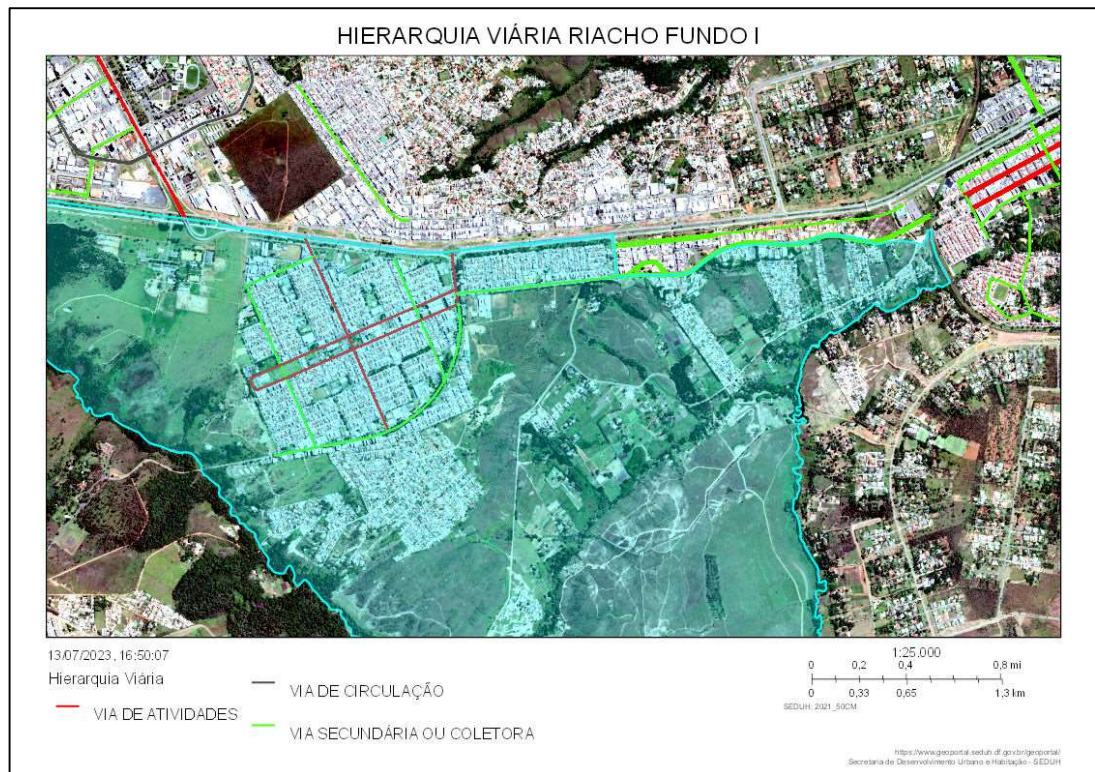 HIERARQUIA VIÁRIA RIACHO FUNDO I
13/07/2023, 16:50:07
Hierarquia Viária
VIA DE ATIVIDADES
VIA DE CIRCULAÇÃO
VIA SECUNDÁRIA OU COLETORA
1:25.000
0 0,2 0,4 0,8 mi
0 0,33 0,65 1,3 km
SEDUH: 2021_50CM
https://www.geoportal.seduh.df.gov.br/geoportal/
Secretaria de Desenvolvimento Urbano e Habitação - SEDUH